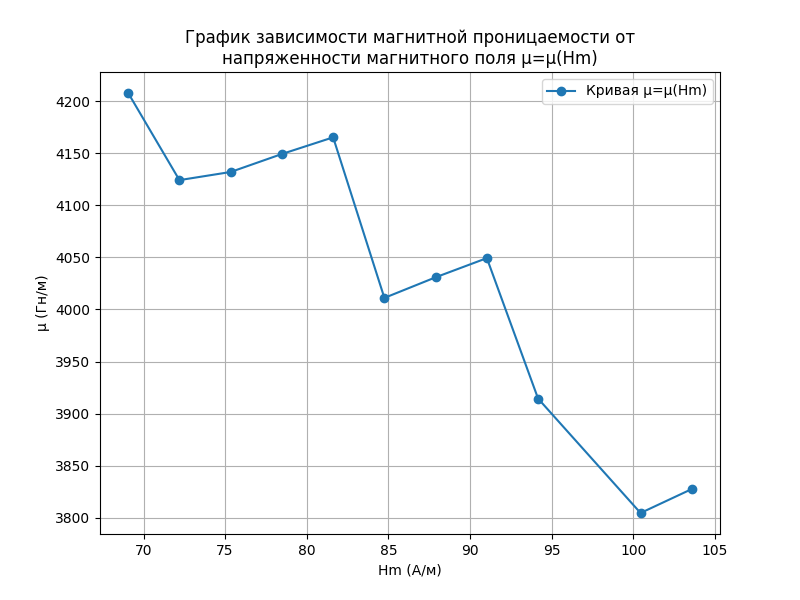 График зависимости магнитной проницаемости от
напряженности магнитного поля μ=μ(Hm)
Кривая μ=μ(Hm)
4200
4150
4100
4050
4000
3950
3900
3850
3800
μ (Гн/м)
70 75 80 85 90 95 100 105
Hm (А/м)